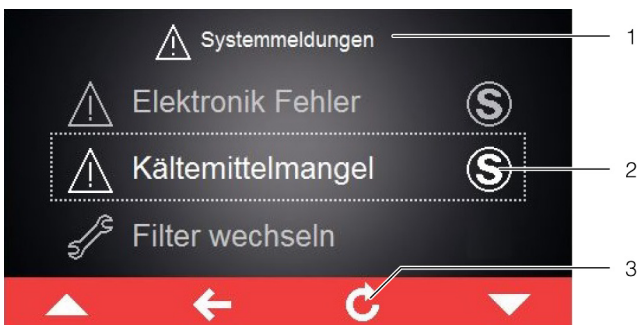 Systemmeldungen
1
Elektronik Fehler S
Kältemittelmangel S
2
Filter wechseln
3